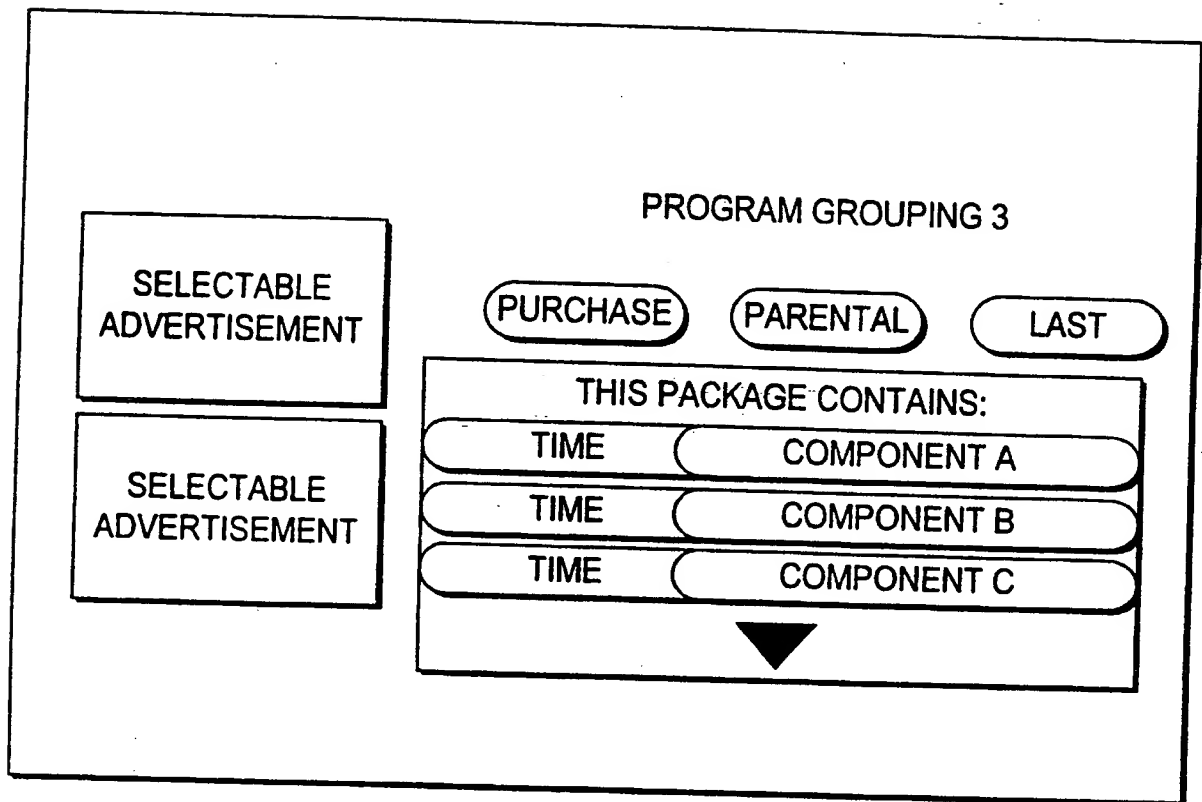 PROGRAM GROUPING 3
SELECTABLE
ADVERTISEMENT
SELECTABLE
ADVERTISEMENT
PURCHASE
PARENTAL
LAST
THIS PACKAGE CONTAINS:
TIME COMPONENT A
TIME COMPONENT B
TIME COMPONENT C